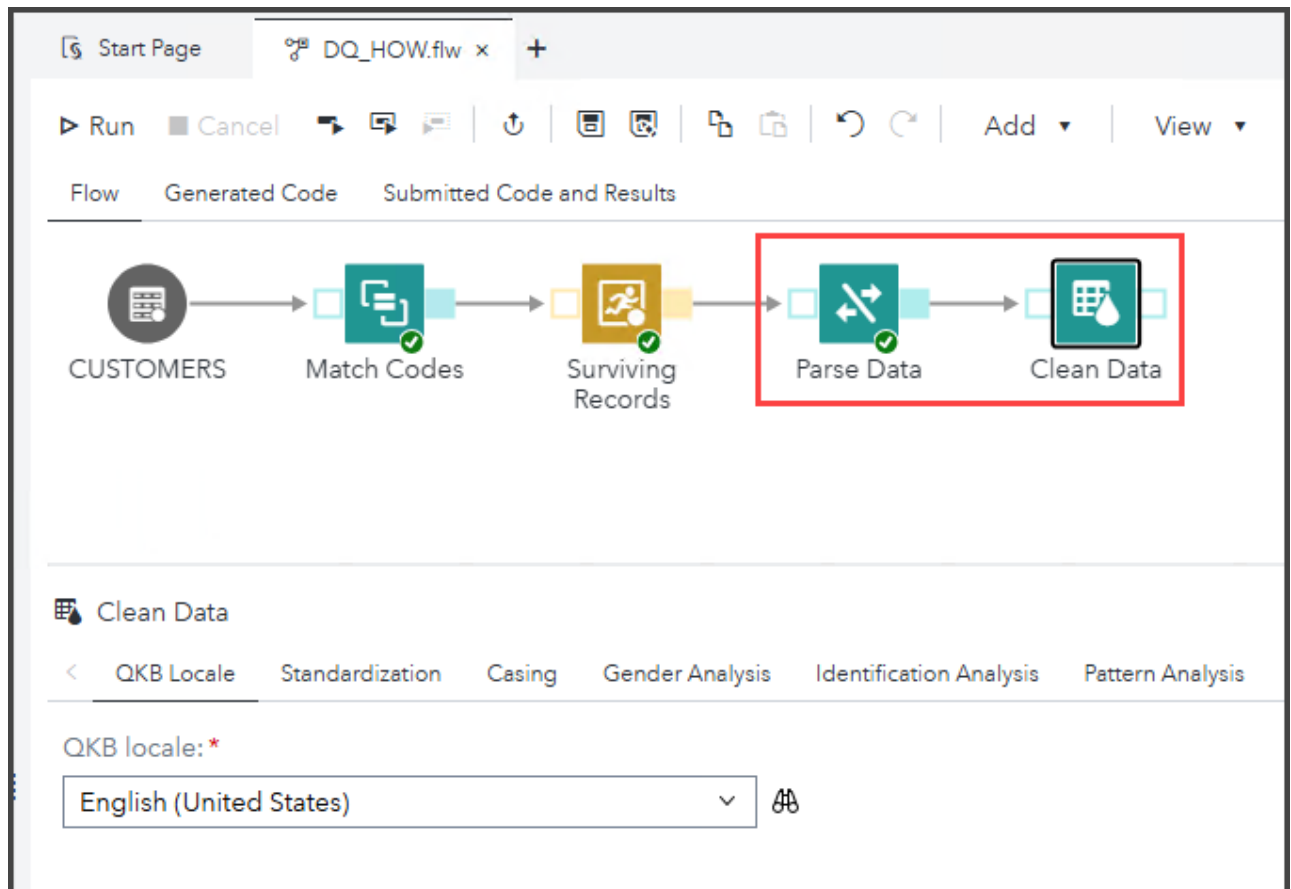 Start Page DQ_HOW.flw × +
Run Cancel Add View
Flow Generated Code Submitted Code and Results
CUSTOMERS Match Codes Surviving Parse Data Clean Data
Records
Clean Data
QKB Locale Standardization Casing Gender Analysis Identification Analysis Pattern Analysis
QKB locale: *
English (United States)